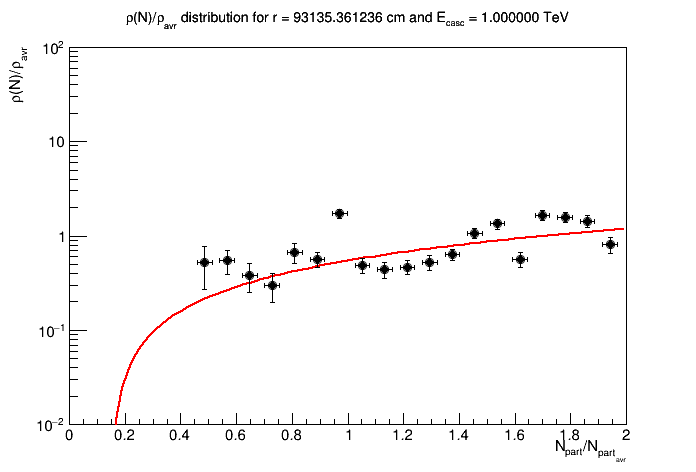 ρ(N)/ρavr distribution for r = 93135.361236 cm and Ecasc = 1.000000 TeV
ρ(N)/ρavr
10²
10
1
10⁻¹
10⁻²
0 0.2 0.4 0.6 0.8 1 1.2 1.4 1.6 1.8 2
Npart/Npartavr